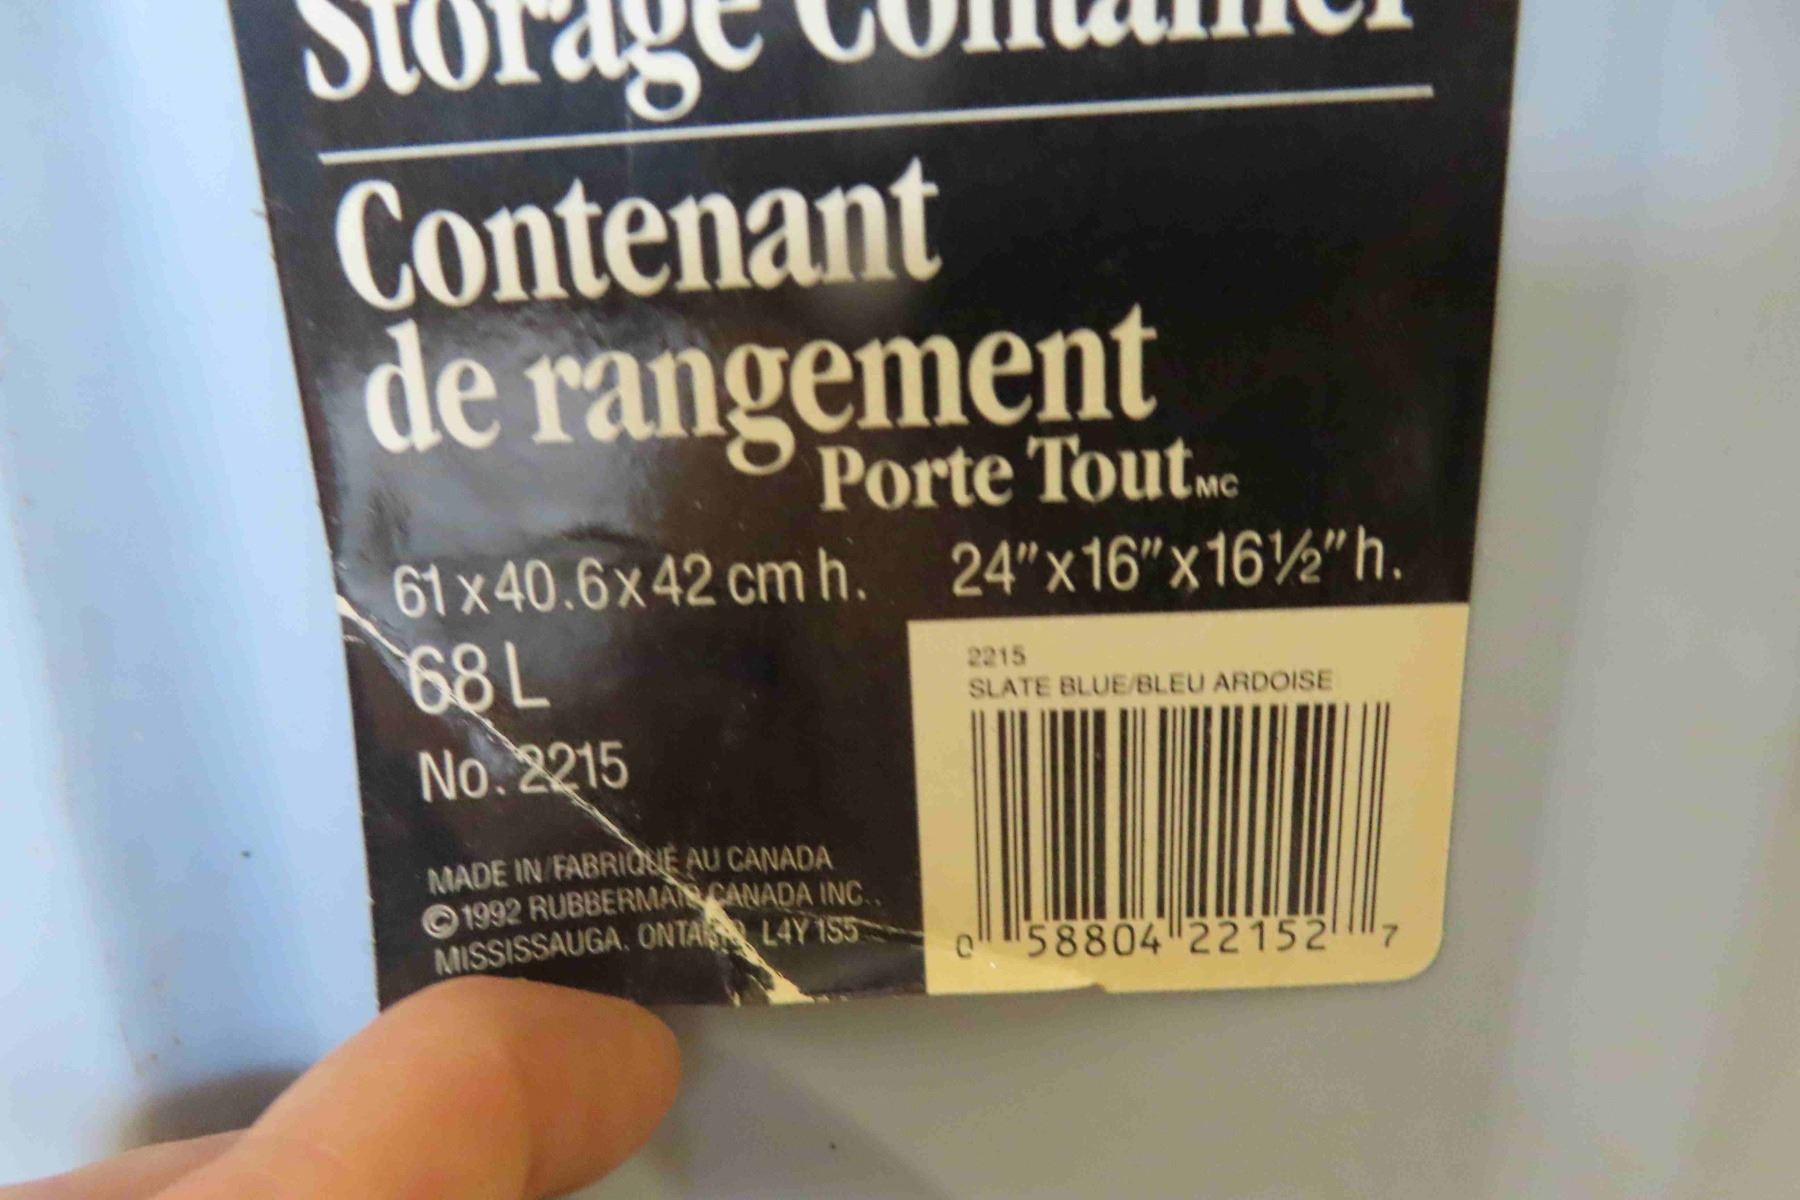 Storage Container
Contenant
de rangement
Porte Tout MC
61 x 40.6 x 42 cm h. 24" x 16" x 16½" h.
68 L
No. 2215
2215
SLATE BLUE/BLEU ARDOISE
0 58804 22152 7
MADE IN/FABRIQUÉ AU CANADA
© 1992 RUBBERMAID CANADA INC.,
MISSISSAUGA, ONTARIO, L4Y 1S5